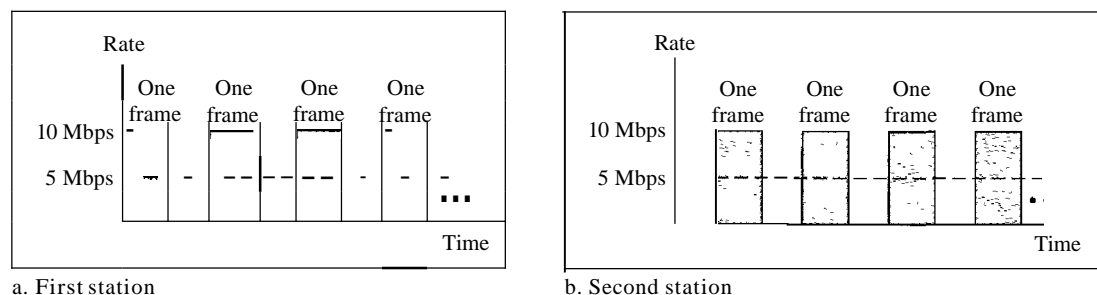 Rate
One One One One
frame frame frame frame
10 Mbps
5 Mbps
...
Time
a. First station
Rate
One One One One
frame frame frame frame
10 Mbps
5 Mbps
Time
b. Second station